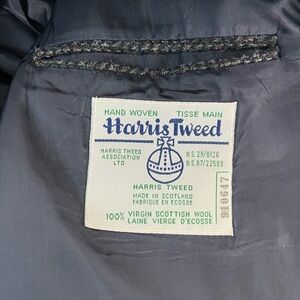 HAND WOVEN TISSE MAIN
Harris Tweed
HARRIS TWEED ASSOCIATION LTD
N.S. 29/8126
N.S. 87/22589
HARRIS TWEED
MADE IN SCOTLAND
FABRIQUE EN ECOSSE
100% VIRGIN SCOTTISH WOOL
LAINE VIERGE D'ECOSSE
910647